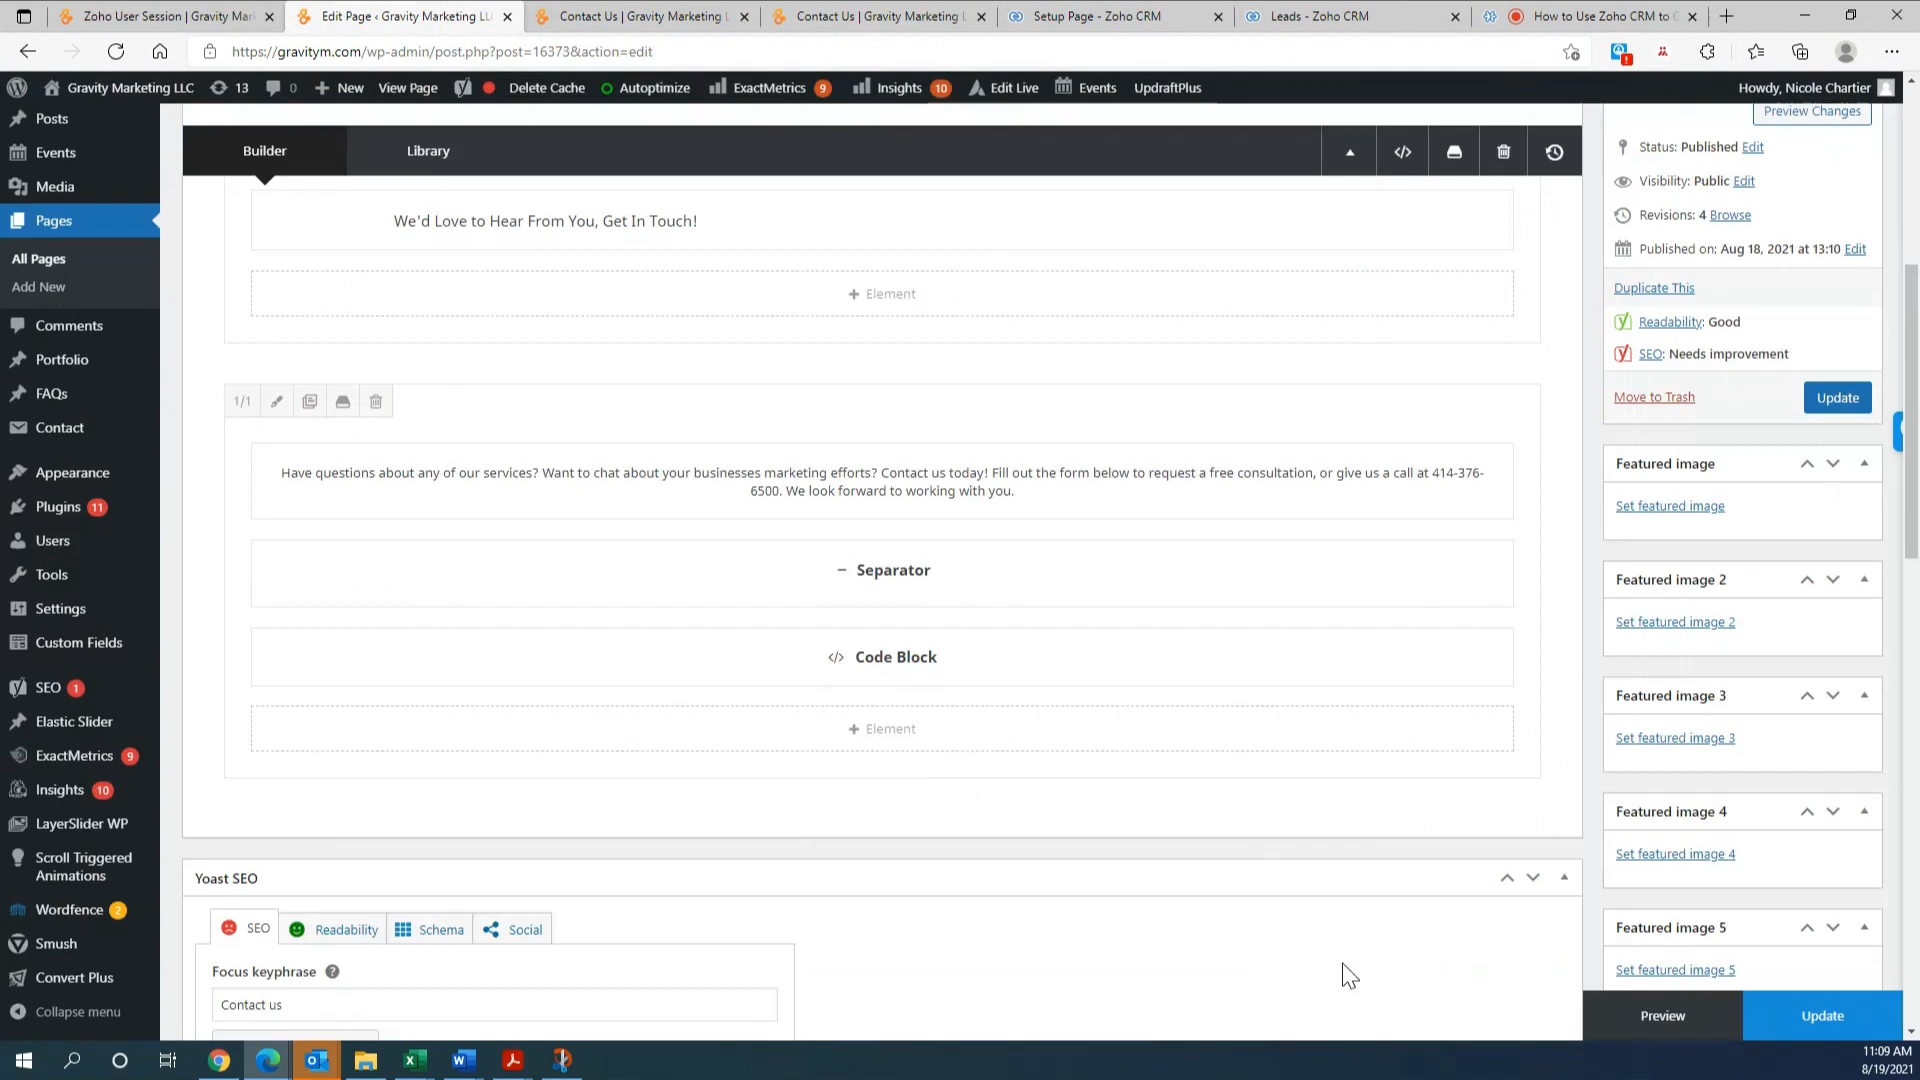 Zoho User Session | Gravity Mar
Edit Page ‹ Gravity Marketing LL
Contact Us | Gravity Marketing L
Contact Us | Gravity Marketing L
Setup Page - Zoho CRM
Leads - Zoho CRM
How to Use Zoho CRM to
https://gravitym.com/wp-admin/post.php?post=16373&action=edit
Gravity Marketing LLC
13
0
New
View Page
Delete Cache
Autoptimize
ExactMetrics 9
Insights 10
Edit Live
Events
UpdraftPlus
Howdy, Nicole Chartier
Posts
Events
Media
Pages
All Pages
Add New
Comments
Portfolio
FAQs
Contact
Appearance
Plugins 11
Users
Tools
Settings
Custom Fields
SEO 1
Elastic Slider
ExactMetrics 9
Insights 10
LayerSlider WP
Scroll Triggered
Animations
Wordfence 2
Smush
Convert Plus
Collapse menu
Builder
Library
We'd Love to Hear From You, Get In Touch!
Element
1/1
Have questions about any of our services? Want to chat about your businesses marketing efforts? Contact us today! Fill out the form below to request a free consultation, or give us a call at 414-376-
6500. We look forward to working with you.
Separator
Code Block
Element
Yoast SEO
SEO
Readability
Schema
Social
Focus keyphrase
Contact us
Preview Changes
Status: Published Edit
Visibility: Public Edit
Revisions: 4 Browse
Published on: Aug 18, 2021 at 13:10 Edit
Duplicate This
Readability: Good
SEO: Needs improvement
Move to Trash
Update
Featured image
Set featured image
Featured image 2
Set featured image 2
Featured image 3
Set featured image 3
Featured image 4
Set featured image 4
Featured image 5
Set featured image 5
Preview
Update
11:09 AM
8/19/2021